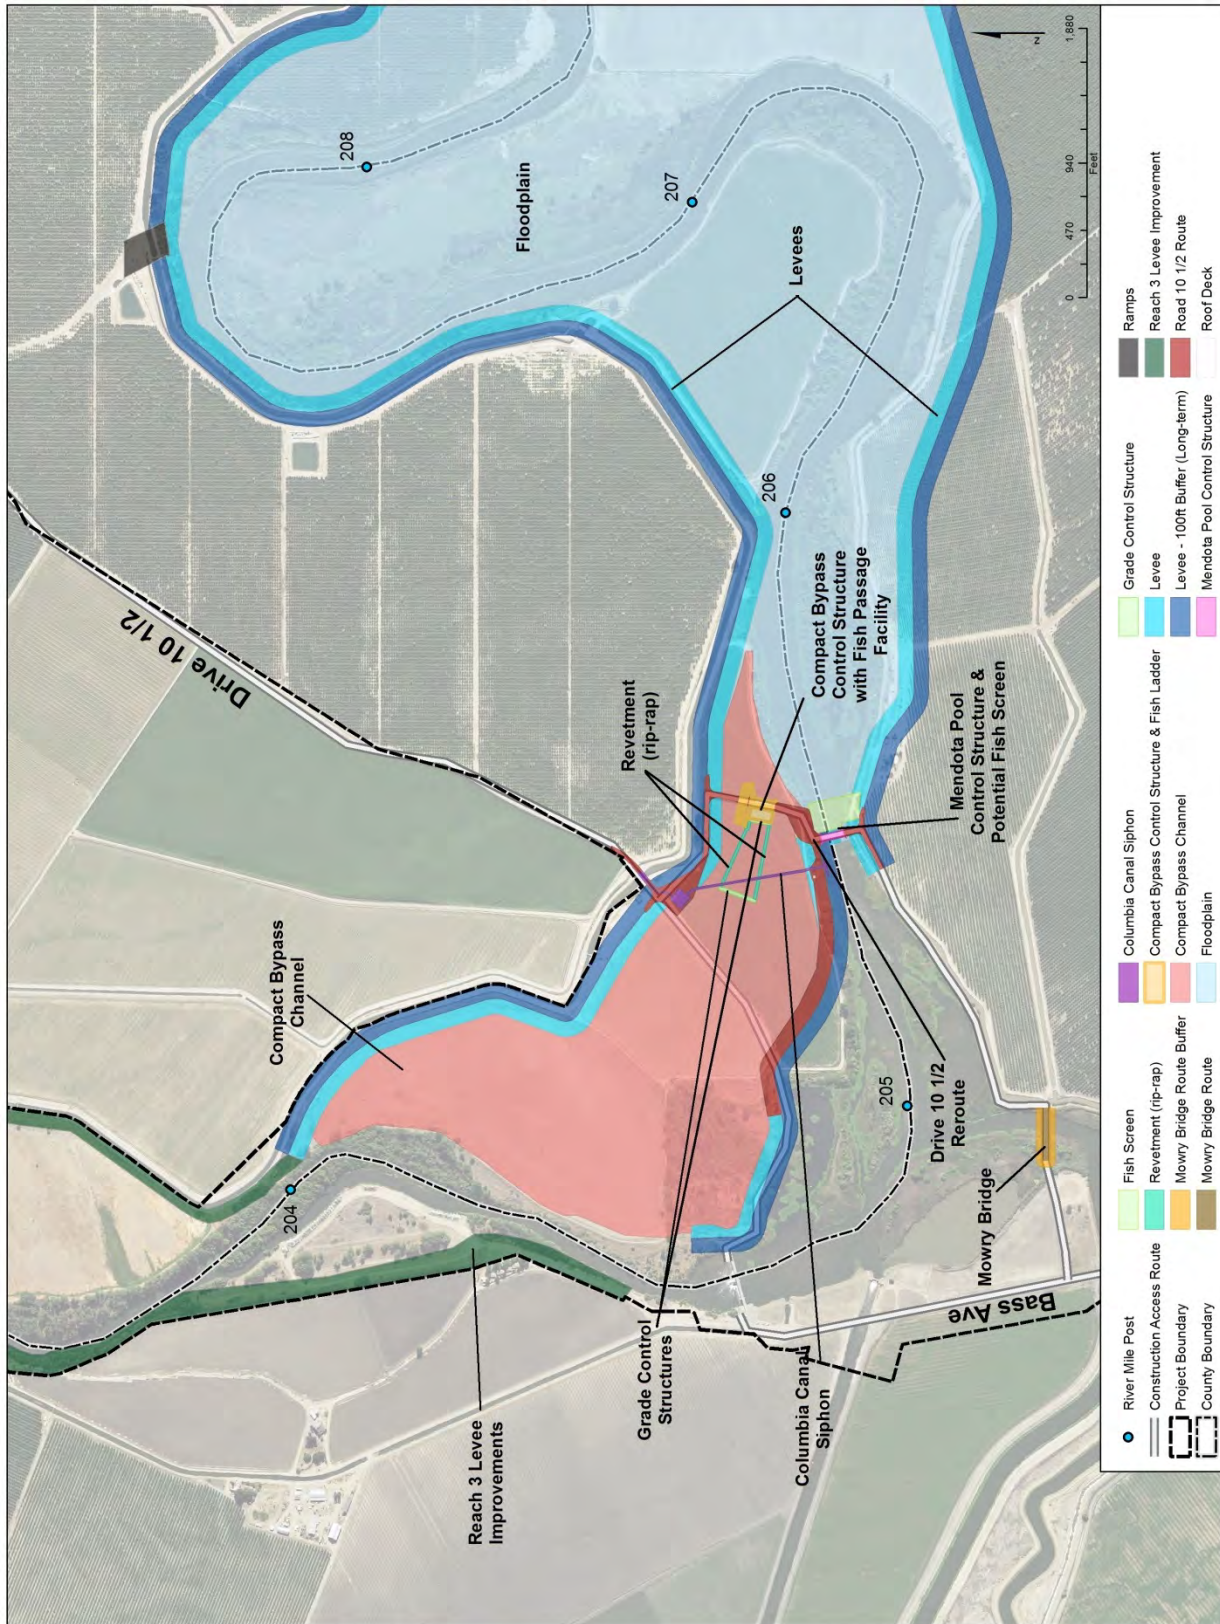 208
Floodplain
207
Levees
206
Drive 10 1/2
Revetment
(rip-rap)
Compact Bypass
Control Structure
with Fish Passage
Facility
Mendota Pool
Control Structure &
Potential Fish Screen
Compact Bypass
Channel
204
205
Drive 10 1/2
Reroute
Mowry Bridge
Bass Ave
Grade Control
Structures
Columbia Canal
Siphon
Reach 3 Levee
Improvements
N
0 470 940 1,880
Feet
River Mile Post
Construction Access Route
Project Boundary
County Boundary
Fish Screen
Revetment (rip-rap)
Mowry Bridge Route Buffer
Mowry Bridge Route
Columbia Canal Siphon
Compact Bypass Control Structure & Fish Ladder
Compact Bypass Channel
Floodplain
Grade Control Structure
Levee
Levee - 100ft Buffer (Long-term)
Mendota Pool Control Structure
Ramps
Reach 3 Levee Improvement
Road 10 1/2 Route
Roof Deck